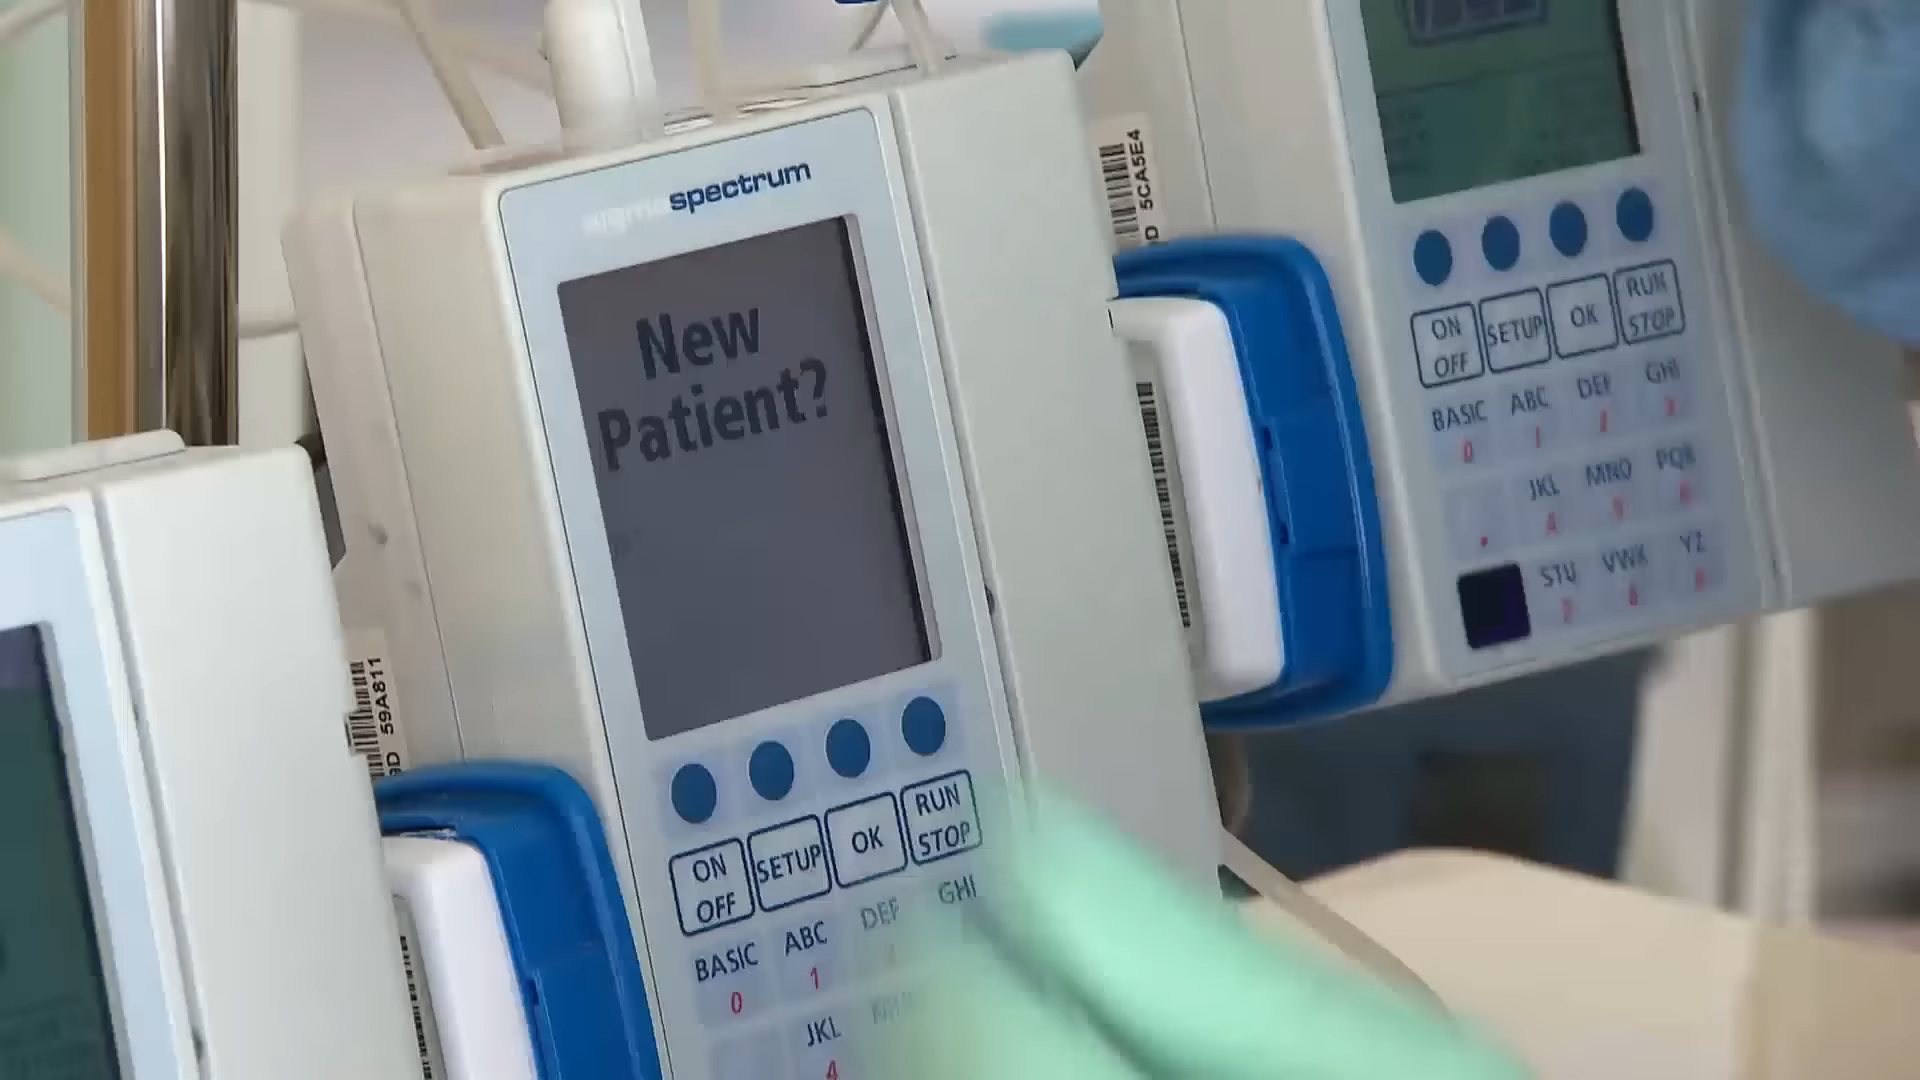 sigma spectrum
New
Patient?
ON
OFF
SETUP
OK
RUN
STOP
BASIC
0
ABC
1
DEF
GHI
JKL
4
59A811
5CA5E4
ON
OFF
SETUP
OK
RUN
STOP
BASIC
0
ABC
1
DEF
2
GHI
3
JKL
4
MNO
5
PQR
6
.
STU
7
VWX
8
YZ
9